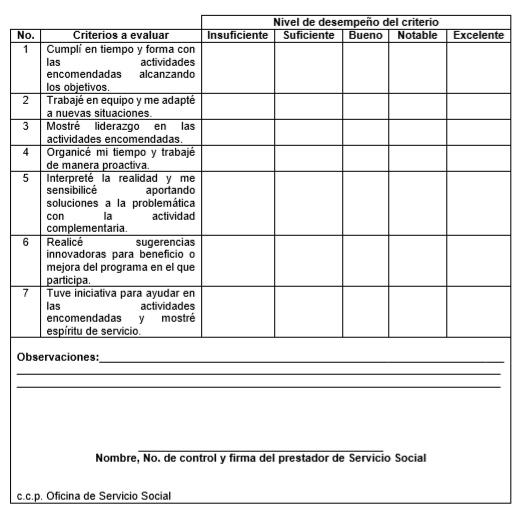 Nivel de desempeño del criterio
No. Criterios a evaluar Insuficiente Suficiente Bueno Notable Excelente
1 Cumplí en tiempo y forma con
las actividades
encomendadas alcanzando
los objetivos.
2 Trabajé en equipo y me adapté
a nuevas situaciones.
3 Mostré liderazgo en las
actividades encomendadas.
4 Organicé mi tiempo y trabajé
de manera proactiva.
5 Interpreté la realidad y me
sensibilicé aportando
soluciones a la problemática
con la actividad
complementaria.
6 Realicé sugerencias
innovadoras para beneficio o
mejora del programa en el que
participa.
7 Tuve iniciativa para ayudar en
las actividades
encomendadas y mostré
espíritu de servicio.
Observaciones:
Nombre, No. de control y firma del prestador de Servicio Social
c.c.p. Oficina de Servicio Social